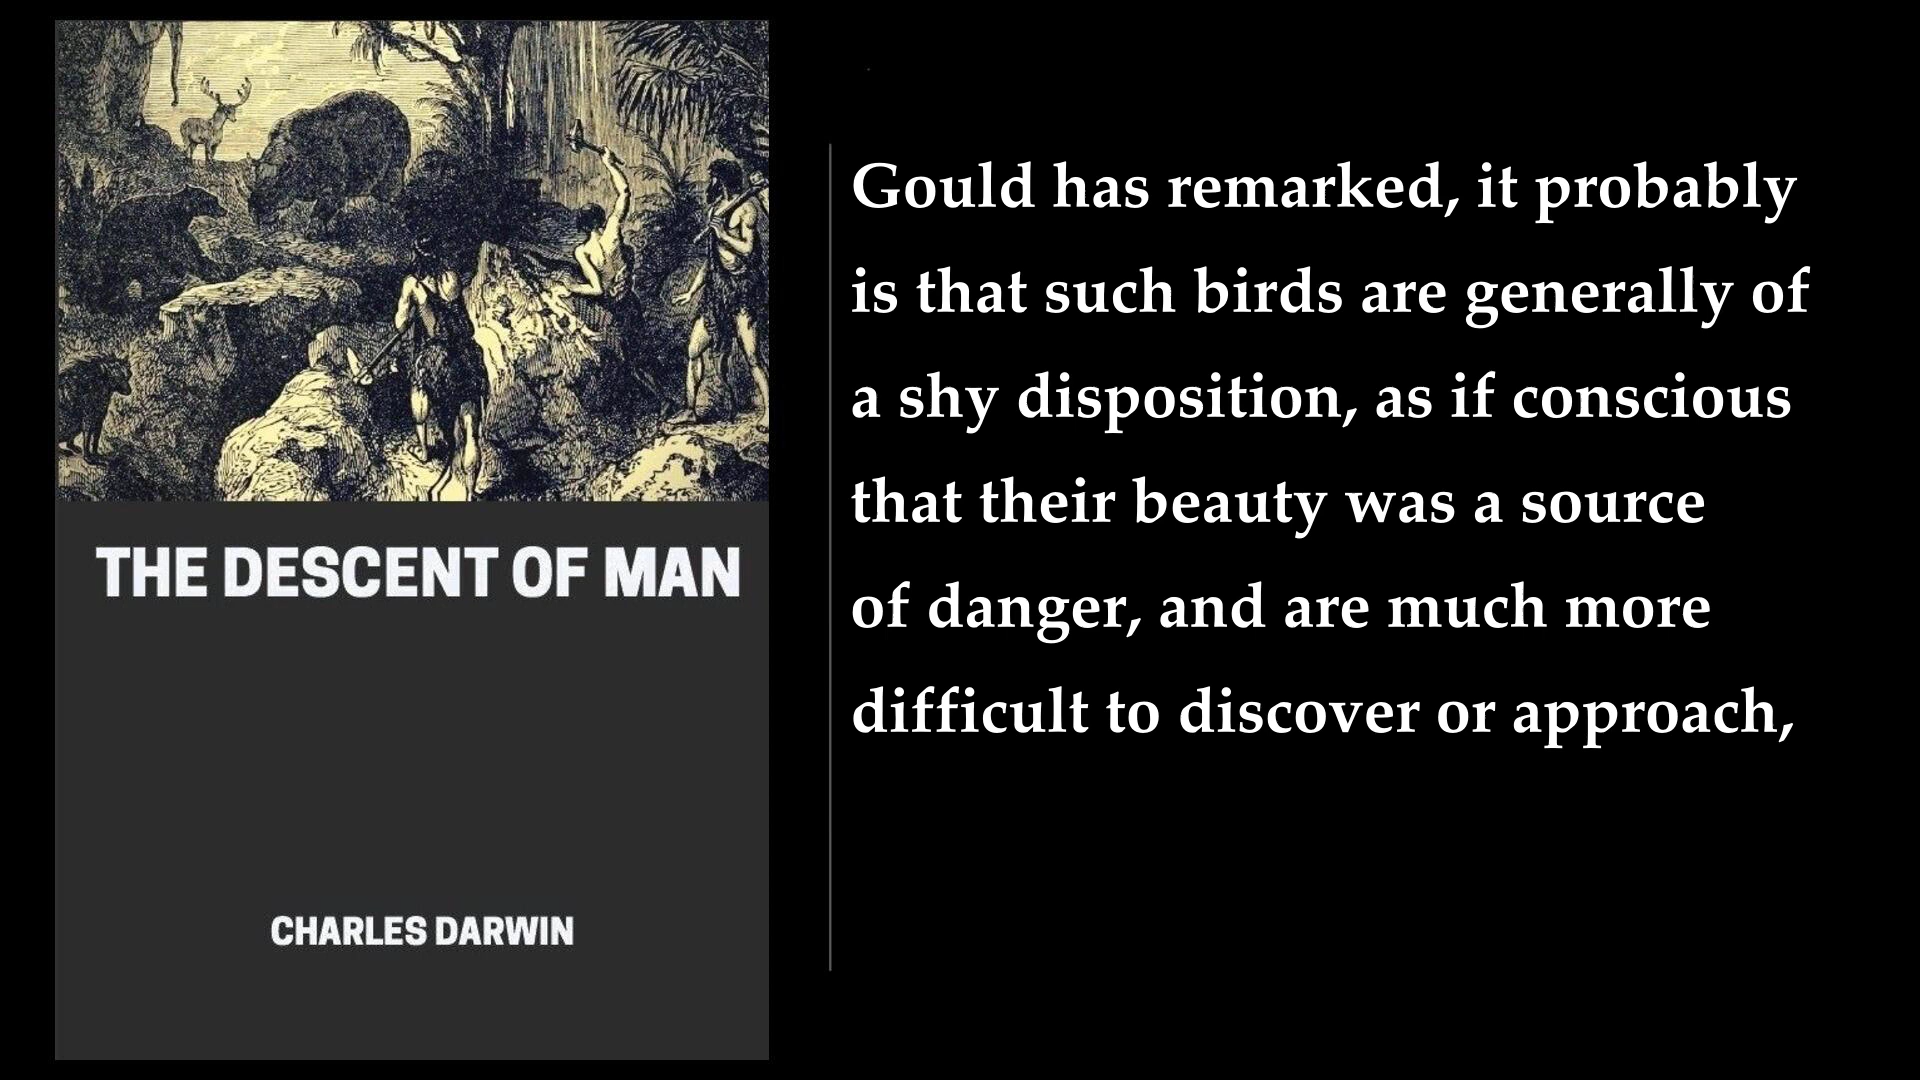 THE DESCENT OF MAN
CHARLES DARWIN
Gould has remarked, it probably
is that such birds are generally of
a shy disposition, as if conscious
that their beauty was a source
of danger, and are much more
difficult to discover or approach,